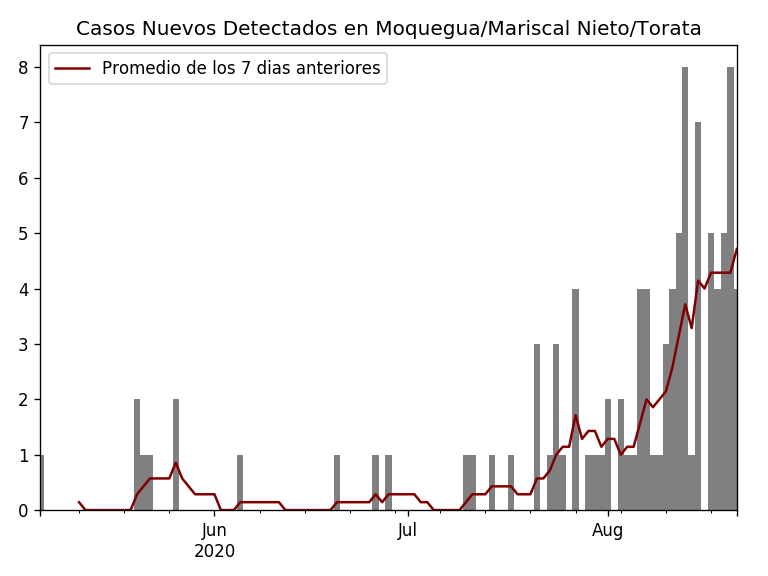 Casos Nuevos Detectados en Moquegua/Mariscal Nieto/Torata
Promedio de los 7 dias anteriores
8
7
6
5
4
3
2
1
0
Jun
2020
Jul
Aug